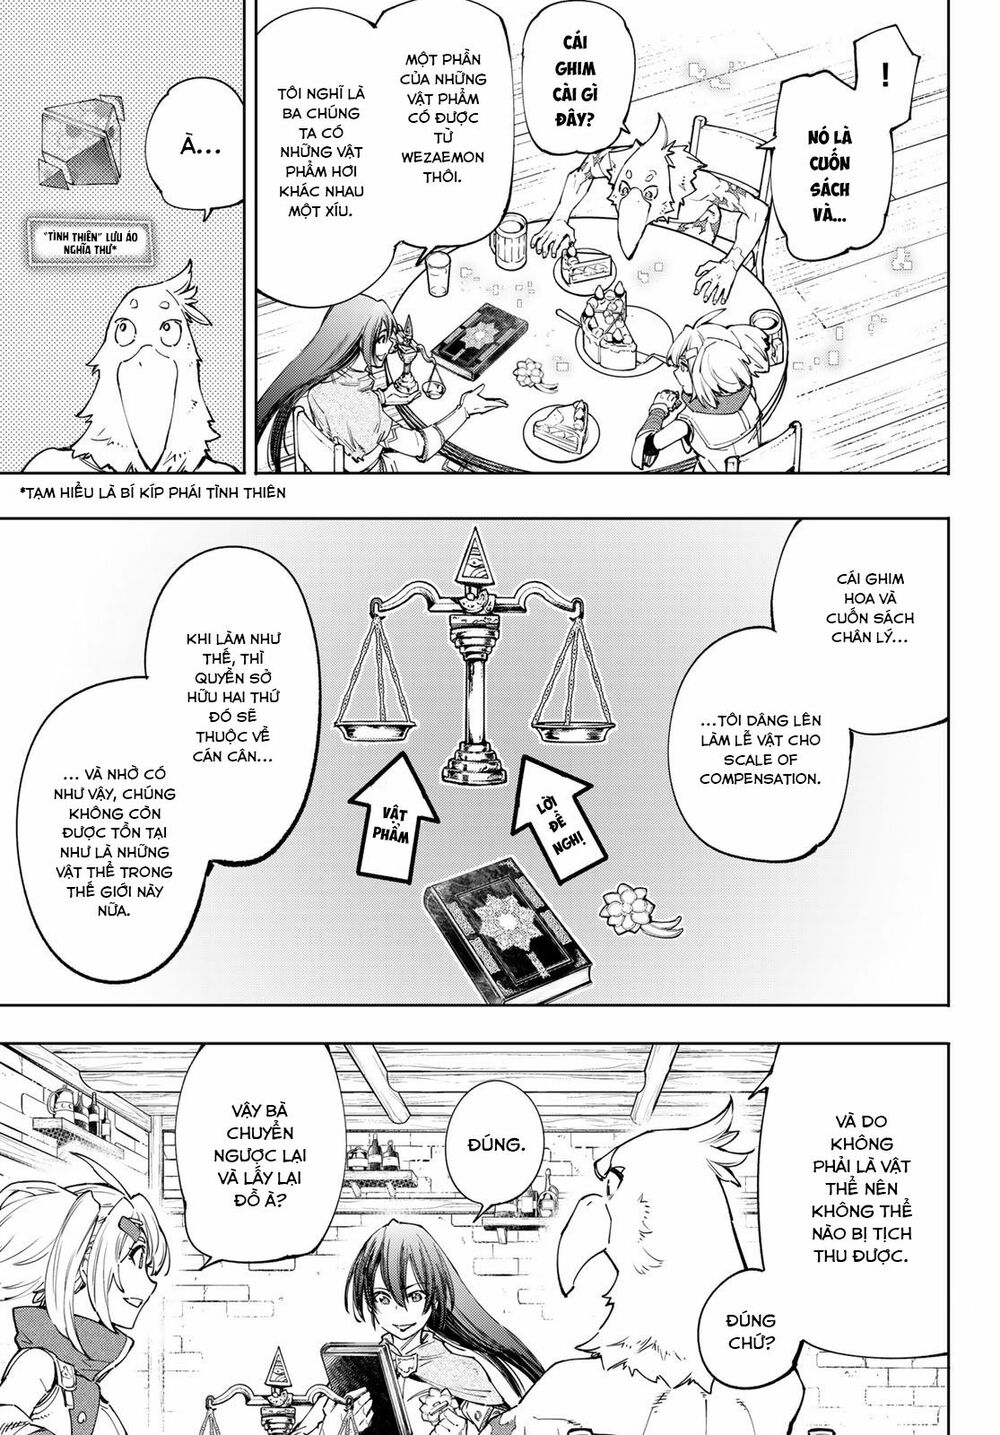 !
NÓ LÀ
CUỐN
SÁCH
VÀ...
CÁI
GHIM
CÀI GÌ
ĐÂY?
MỘT PHẦN
CỦA NHỮNG
VẬT PHẨM
CÓ ĐƯỢC
TỪ
WEZAEMON
THÔI.
TÔI NGHĨ LÀ
BA CHÚNG
TA CÓ
NHỮNG VẬT
PHẨM HƠI
KHÁC NHAU
MỘT XÍU.
À...
"TÌNH THIÊN" LƯU ÁO
NGHĨA THƯ*
*TẠM HIỂU LÀ BÍ KÍP PHÁI TÌNH THIÊN
CÁI GHIM
HOA VÀ
CUỐN SÁCH
CHÂN LÝ...
...TÔI DÂNG LÊN
LÀM LỄ VẬT CHO
SCALE OF
COMPENSATION.
VẬT
PHẨM
LỜI
ĐỀ
NGHỊ
KHI LÀM NHƯ
THẾ, THÌ
QUYỀN SỞ
HỮU HAI THỨ
ĐÓ SẼ
THUỘC VỀ
CÁN CÂN...
... VÀ NHỜ CÓ
NHƯ VẬY, CHÚNG
KHÔNG CÒN
ĐƯỢC TỒN TẠI
NHƯ LÀ NHỮNG
VẬT THỂ TRONG
THẾ GIỚI NÀY
NỮA.
VÀ DO
KHÔNG
PHẢI LÀ VẬT
THỂ NÊN
KHÔNG THỂ
NÀO BỊ TỊCH
THU ĐƯỢC.
ĐÚNG
CHỨ?
ĐÚNG.
VẬY BÀ
CHUYỂN
NGƯỢC LẠI
VÀ LẤY LẠI
ĐỒ À?